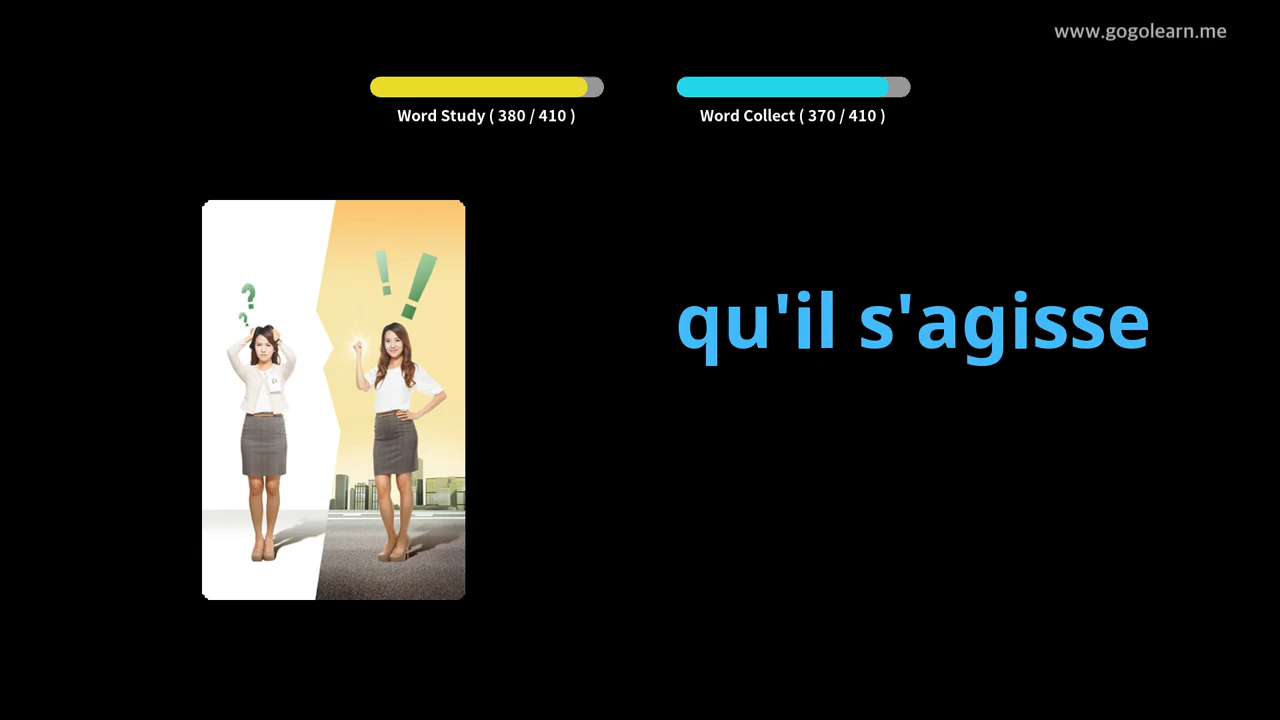 www.gogolearn.me
Word Study ( 380 / 410 )
Word Collect ( 370 / 410 )
? ?
! !
qu'il s'agisse